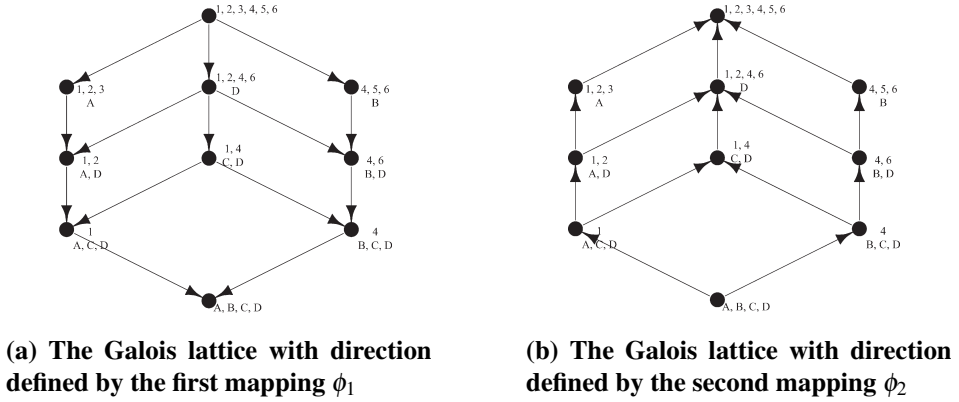 1, 2, 3, 4, 5, 6
1, 2, 3
A
1, 2, 4, 6
D
4, 5, 6
B
1, 2
A, D
1, 4
C, D
4, 6
B, D
1
A, C, D
4
B, C, D
A, B, C, D
(a) The Galois lattice with direction
defined by the first mapping ϕ1
1, 2, 3, 4, 5, 6
1, 2, 3
A
1, 2, 4, 6
D
4, 5, 6
B
1, 2
A, D
1, 4
C, D
4, 6
B, D
1
A, C, D
4
B, C, D
A, B, C, D
(b) The Galois lattice with direction
defined by the second mapping ϕ2